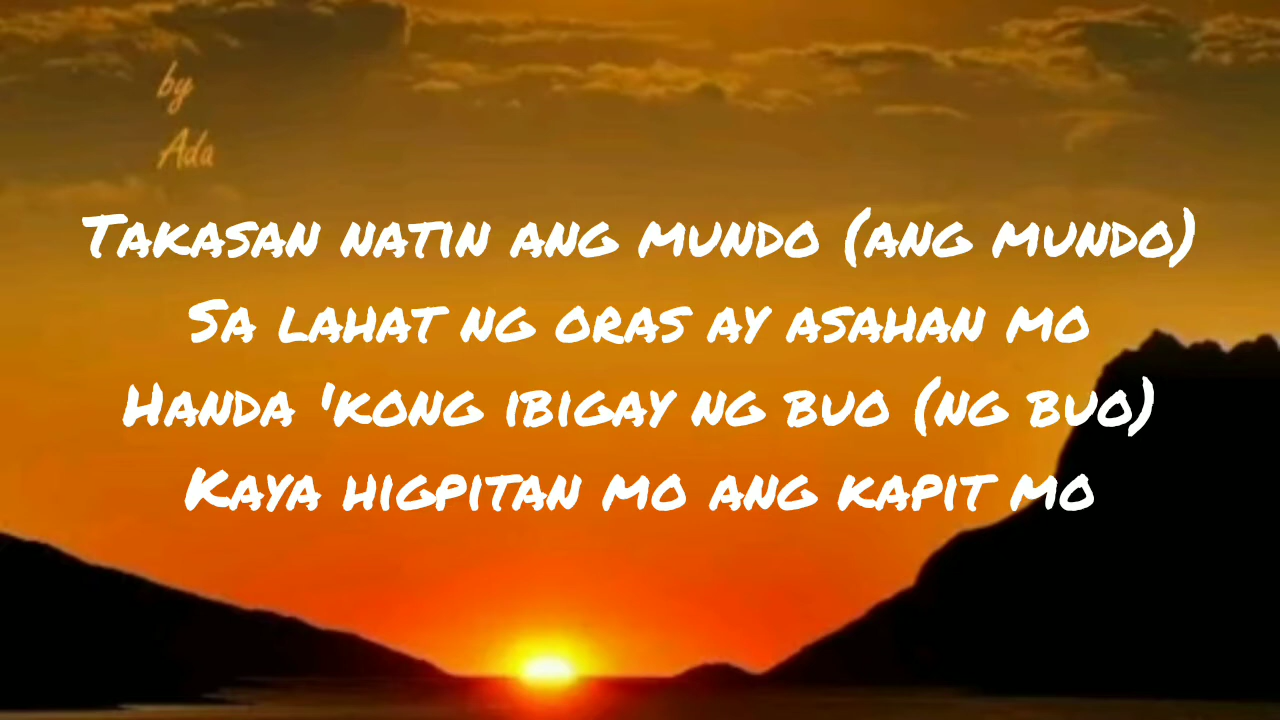 by
Ada
Takasan natin ang mundo (ang mundo)
Sa lahat ng oras ay asahan mo
Handa 'kong ibigay ng buo (ng buo)
Kaya higpitan mo ang kapit mo